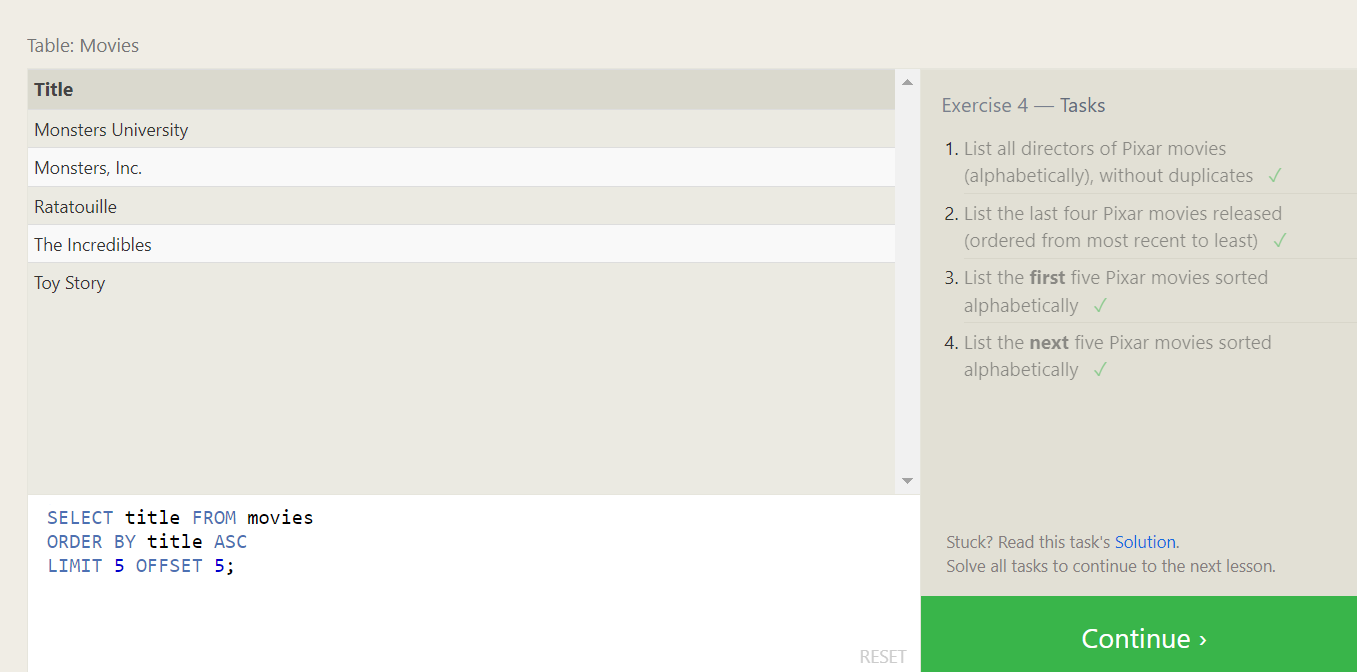 Table: Movies
Title
Monsters University
Monsters, Inc.
Ratatouille
The Incredibles
Toy Story
SELECT title FROM movies
ORDER BY title ASC
LIMIT 5 OFFSET 5;
RESET
Exercise 4 — Tasks
1. List all directors of Pixar movies
(alphabetically), without duplicates ✓
2. List the last four Pixar movies released
(ordered from most recent to least) ✓
3. List the first five Pixar movies sorted
alphabetically ✓
4. List the next five Pixar movies sorted
alphabetically ✓
Stuck? Read this task's Solution.
Solve all tasks to continue to the next lesson.
Continue ›